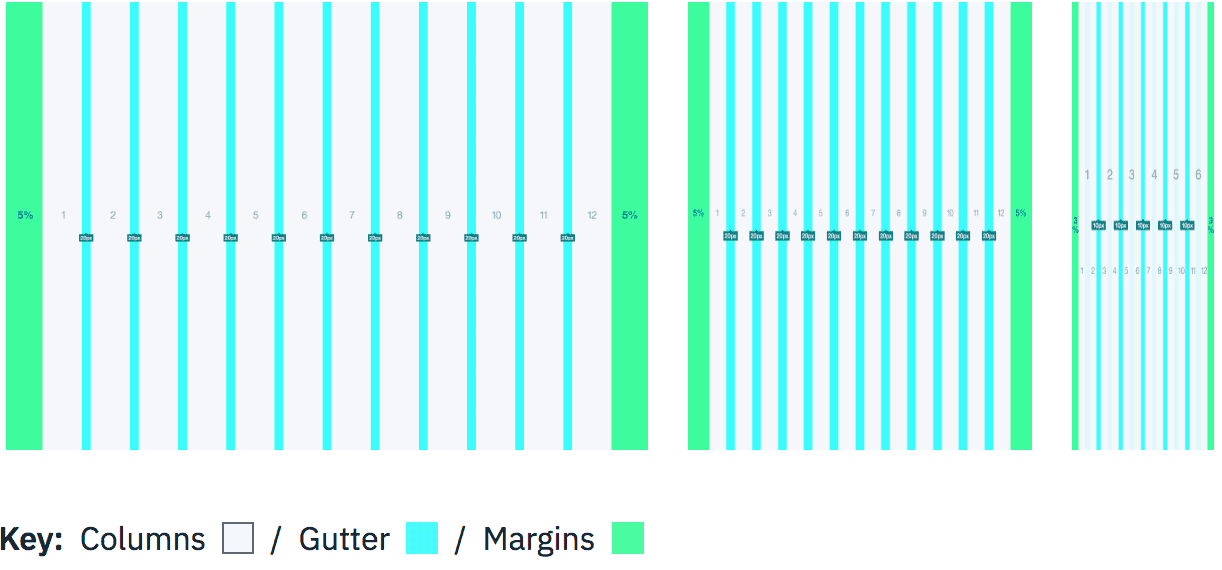 5% 1 2 3 4 5 6 7 8 9 10 11 12 5%
20px 20px 20px 20px 20px 20px 20px 20px 20px 20px 20px
5% 1 2 3 4 5 6 7 8 9 10 11 12 5%
20px 20px 20px 20px 20px 20px 20px 20px 20px 20px 20px
1 2 3 4 5 6
3% 10px 10px 10px 10px 10px 3%
1 2 3 4 5 6 7 8 9 10 11 12
Key: Columns / Gutter / Margins